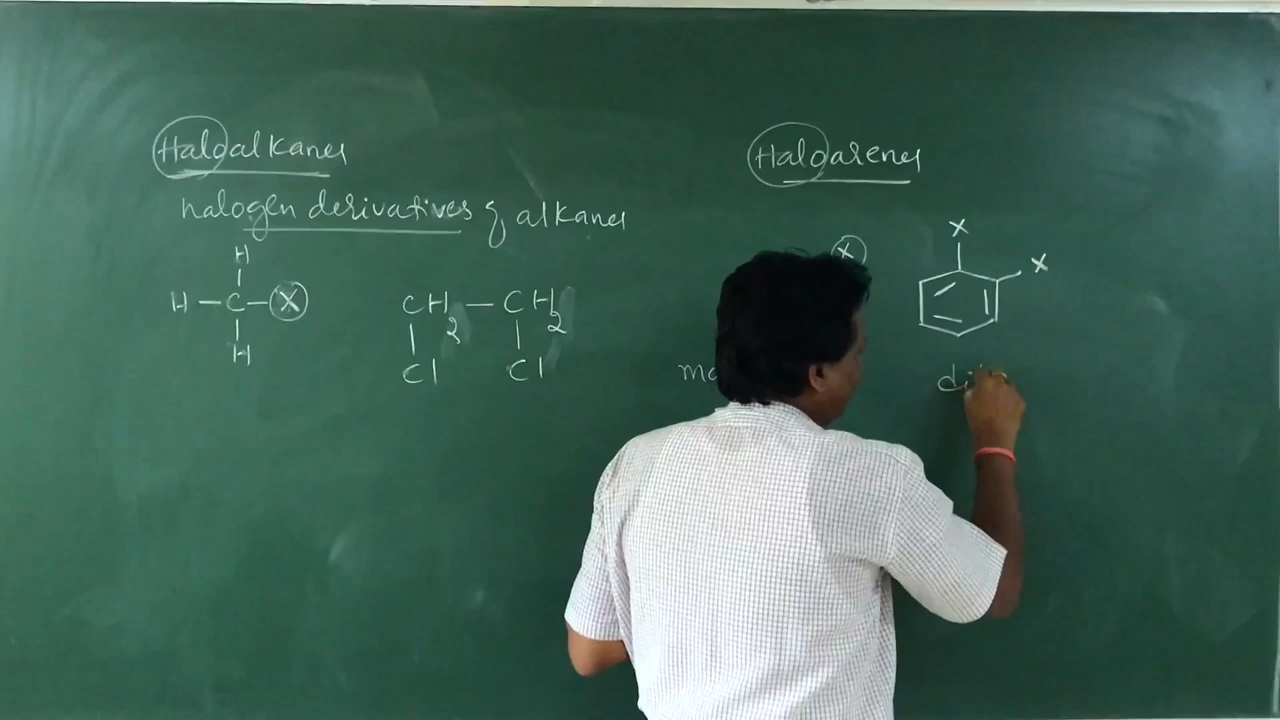 Haloalkanes
halogen derivatives of alkanes
H
H — C — X
H
CH2 — CH2
Cl Cl
Haloarenes
X
X
X